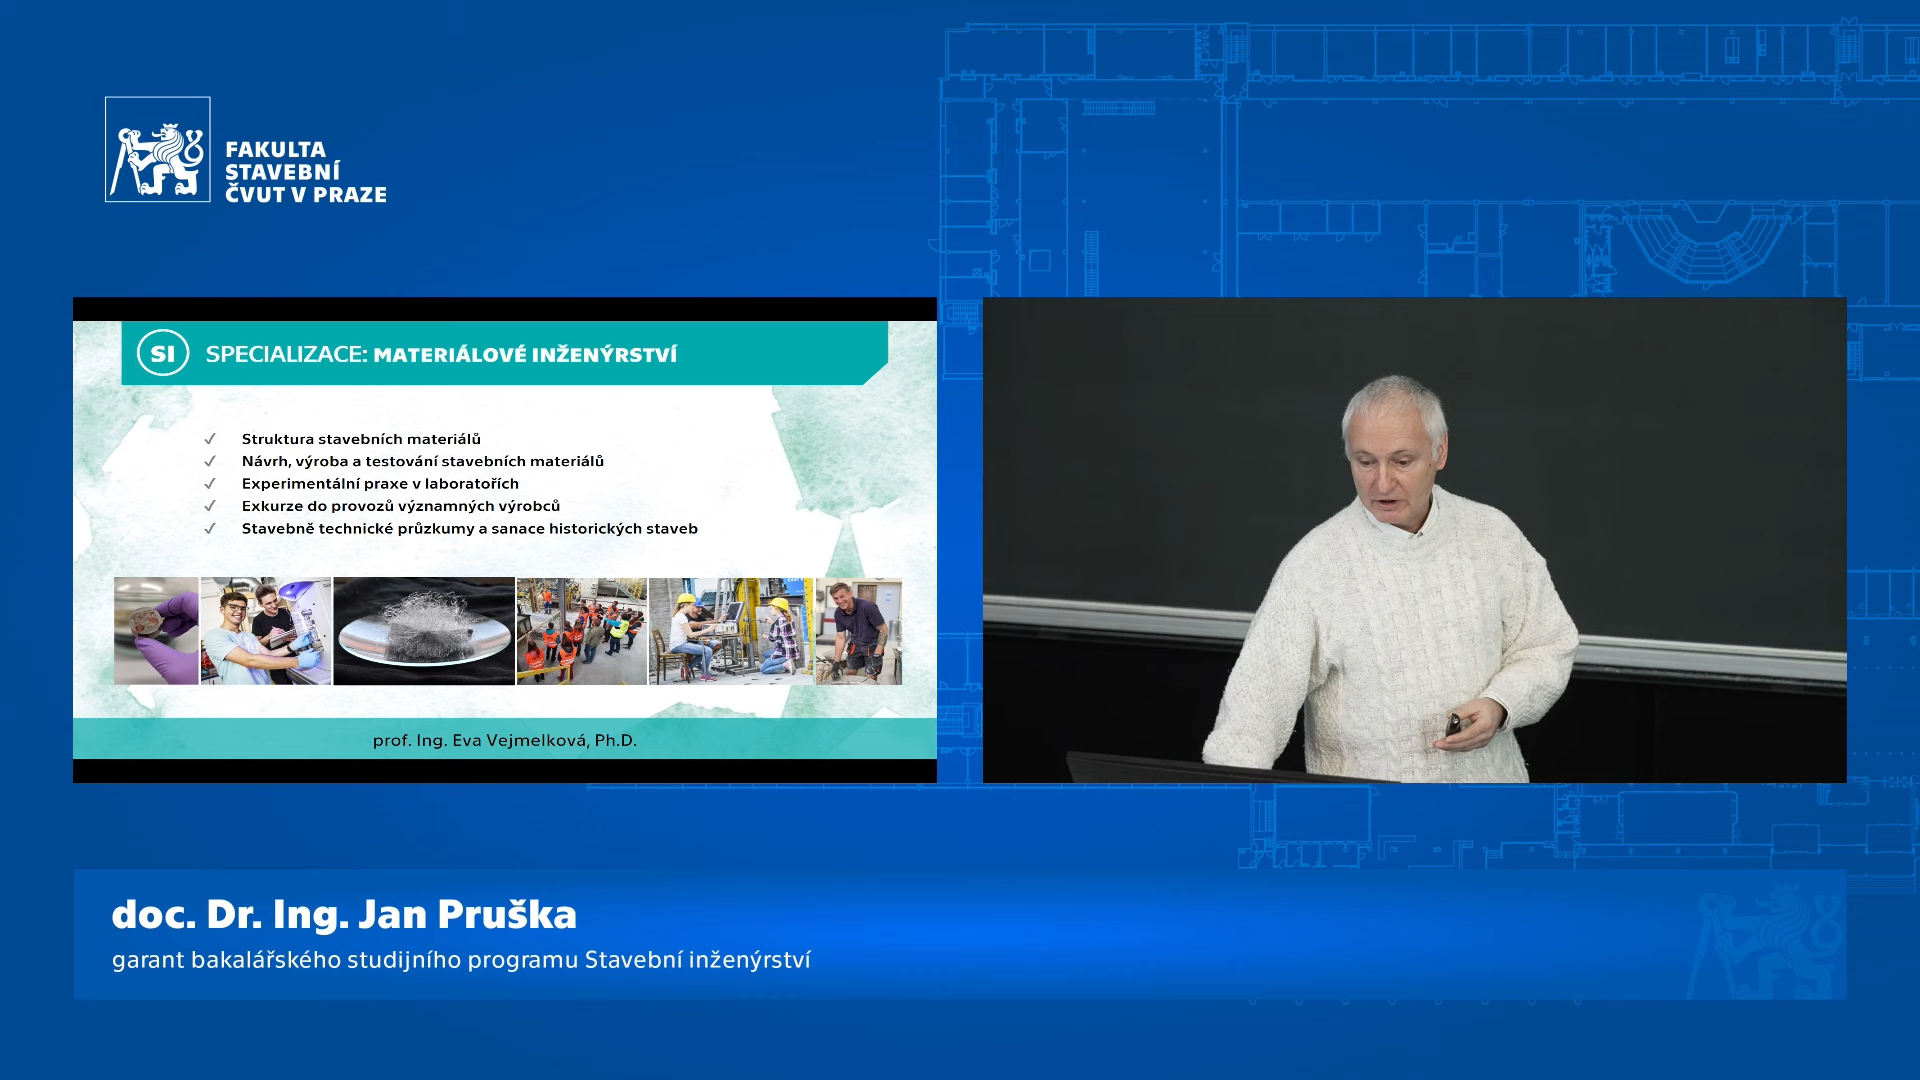 FAKULTA
STAVEBNÍ
ČVUT V PRAZE
SI SPECIALIZACE: MATERIÁLOVÉ INŽENÝRSTVÍ
✓ Struktura stavebních materiálů
✓ Návrh, výroba a testování stavebních materiálů
✓ Experimentální praxe v laboratořích
✓ Exkurze do provozů významných výrobců
✓ Stavebně technické průzkumy a sanace historických staveb
prof. Ing. Eva Vejmelková, Ph.D.
doc. Dr. Ing. Jan Pruška
garant bakalářského studijního programu Stavební inženýrství